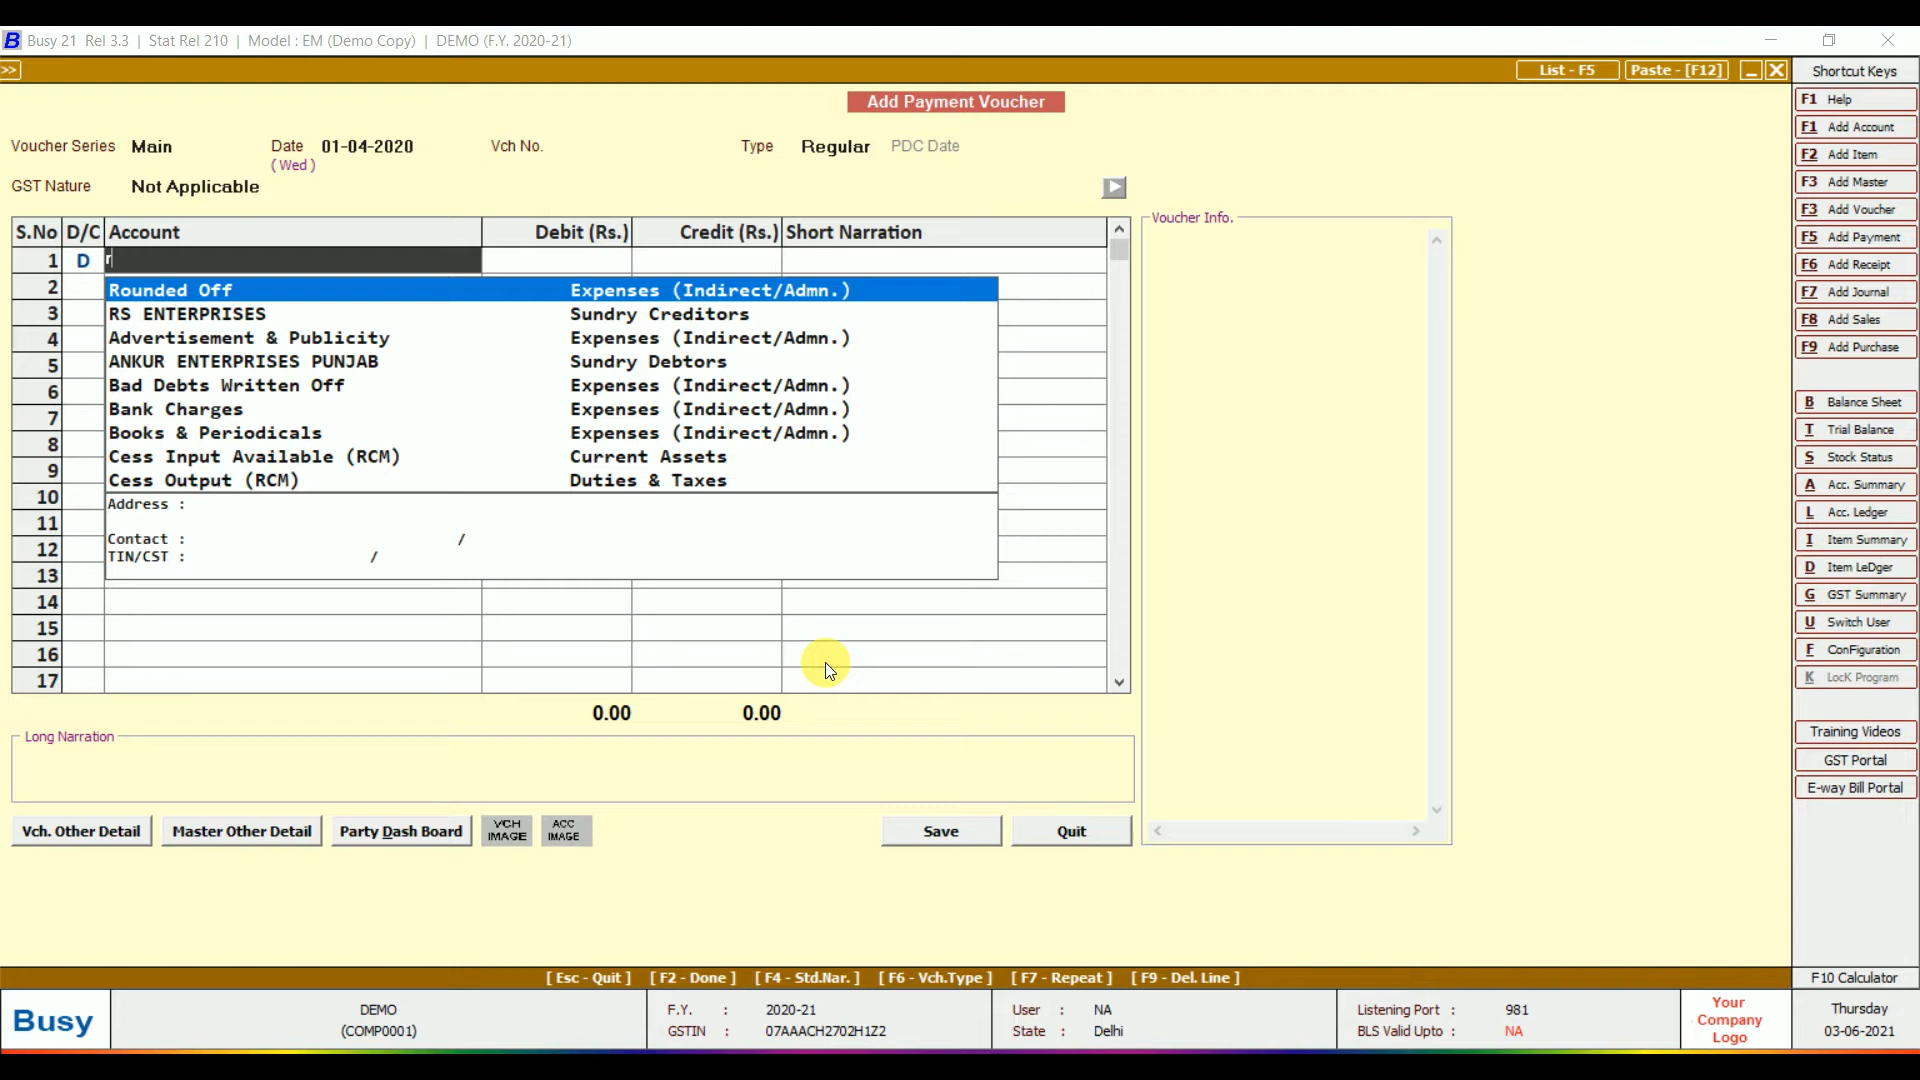 B Busy 21 Rel 3.3 | Stat Rel 210 | Model : EM (Demo Copy) | DEMO (F.Y. 2020-21)
>> List - F5 Paste - [F12] Shortcut Keys
Add Payment Voucher
Voucher Series Main Date 01-04-2020 Vch No. Type Regular PDC Date
( Wed )
GST Nature Not Applicable
S.No D/C Account Debit (Rs.) Credit (Rs.) Short Narration
1 D r
2
3
4
5
6
7
8
9
10
11
12
13
14
15
16
17
Rounded Off Expenses (Indirect/Admn.)
RS ENTERPRISES Sundry Creditors
Advertisement & Publicity Expenses (Indirect/Admn.)
ANKUR ENTERPRISES PUNJAB Sundry Debtors
Bad Debts Written Off Expenses (Indirect/Admn.)
Bank Charges Expenses (Indirect/Admn.)
Books & Periodicals Expenses (Indirect/Admn.)
Cess Input Available (RCM) Current Assets
Cess Output (RCM) Duties & Taxes
Address :
Contact : /
TIN/CST : /
0.00 0.00
Long Narration
Vch. Other Detail Master Other Detail Party Dash Board VCH IMAGE ACC IMAGE Save Quit
Voucher Info.
F1 Help
F1 Add Account
F2 Add Item
F3 Add Master
F3 Add Voucher
F5 Add Payment
F6 Add Receipt
F7 Add Journal
F8 Add Sales
F9 Add Purchase
B Balance Sheet
T Trial Balance
S Stock Status
A Acc. Summary
L Acc. Ledger
I Item Summary
D Item LeDger
G GST Summary
U Switch User
F ConFiguration
K LocK Program
Training Videos
GST Portal
E-way Bill Portal
[ Esc - Quit ] [ F2 - Done ] [ F4 - Std.Nar. ] [ F6 - Vch.Type ] [ F7 - Repeat ] [ F9 - Del. Line ] F10 Calculator
Busy
DEMO
(COMP0001)
F.Y. : 2020-21
GSTIN : 07AAACH2702H1Z2
User : NA
State : Delhi
Listening Port : 981
BLS Valid Upto : NA
Your
Company
Logo
Thursday
03-06-2021